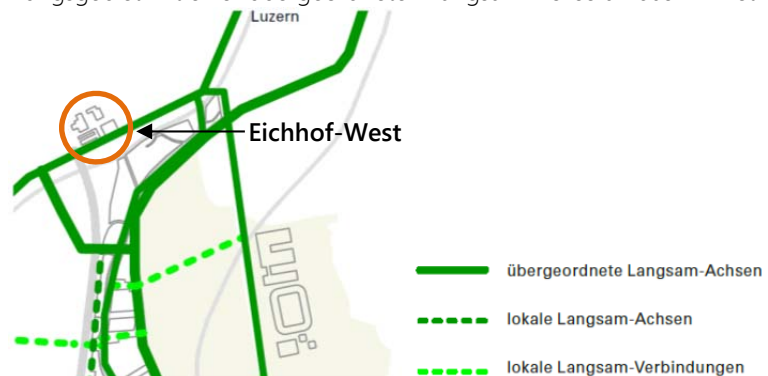 Luzern
Eichhof-West
übergeordnete Langsam-Achsen
lokale Langsam-Achsen
lokale Langsam-Verbindungen